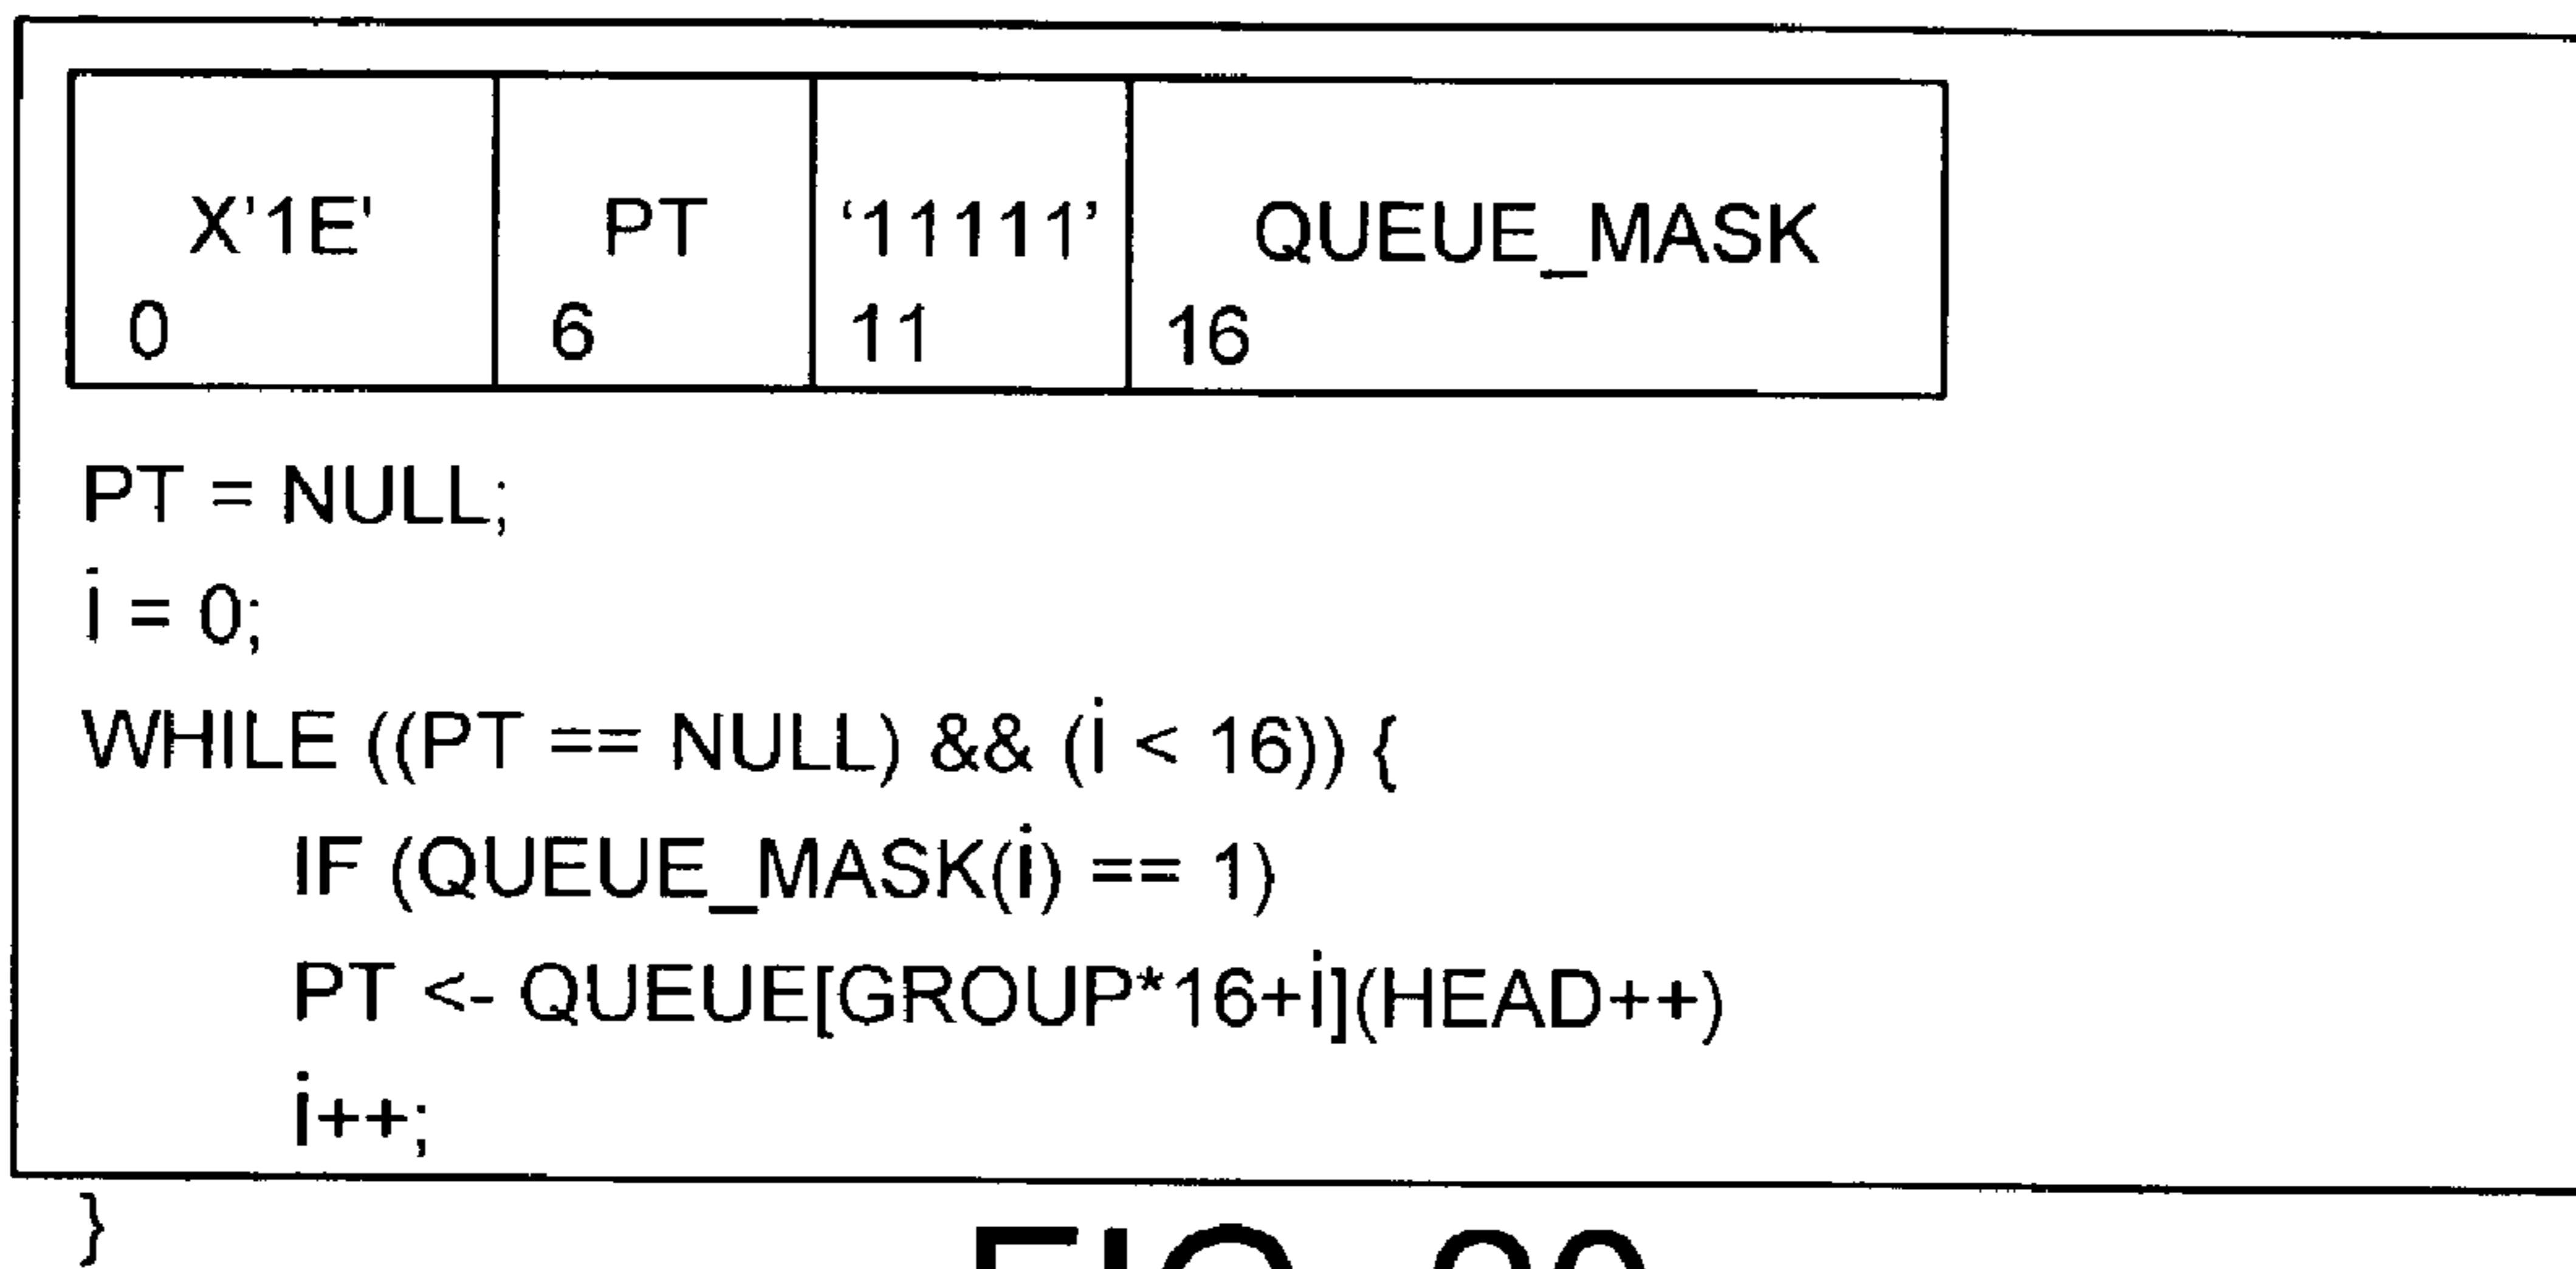 X'1E' PT '11111' QUEUE_MASK
0 6 11 16
PT = NULL;
i = 0;
WHILE ((PT == NULL) && (i < 16)) {
IF (QUEUE_MASK(i) == 1)
PT <- QUEUE[GROUP*16+i](HEAD++)
i++;
}